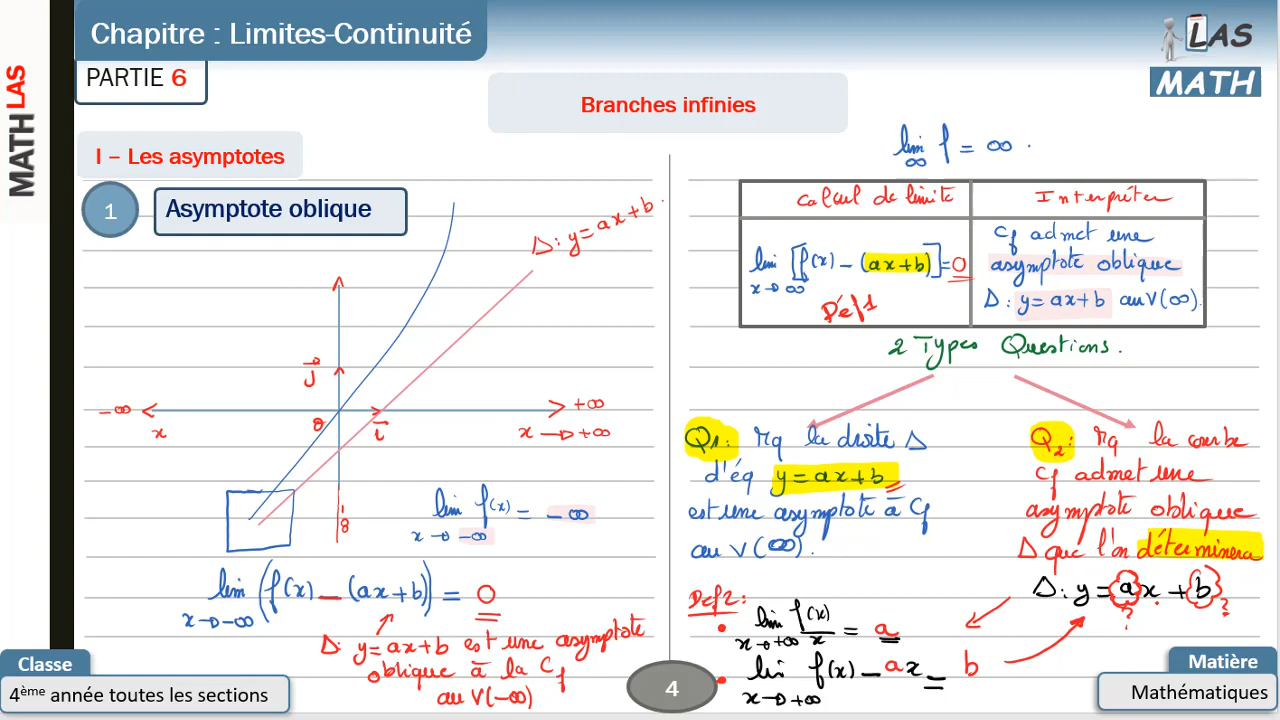 Chapitre : Limites-Continuité
PARTIE 6
LAS
MATH
MATH LAS
Branches infinies
I – Les asymptotes
1
Asymptote oblique
Δ: y = ax + b
j
-∞
x
0
i
+∞
x → +∞
-∞
lim f(x) = -∞
x → -∞
lim (f(x) - (ax+b)) = 0
x → -∞
Δ: y = ax+b est une asymptote
oblique à la Cf
au V(-∞)
lim f = ∞
∞
Calcul de limite
Interpréter
lim [f(x) - (ax+b)] = 0
x → ∞
Déf1
Cf admet une
asymptote oblique
Δ: y = ax+b au V(∞).
2 Types Questions.
Q1: Mq la droite Δ
d'éq y = ax+b
est une asymptote à Cf
au V(∞).
Q2: Mq la courbe
Cf admet une
asymptote oblique
Δ que l'on déterminera
Δ: y = ax + b
? ?
Def2:
• lim f(x)/x = a
x → +∞
• lim f(x) - ax = b
x → +∞
Classe
4ème année toutes les sections
4
Matière
Mathématiques